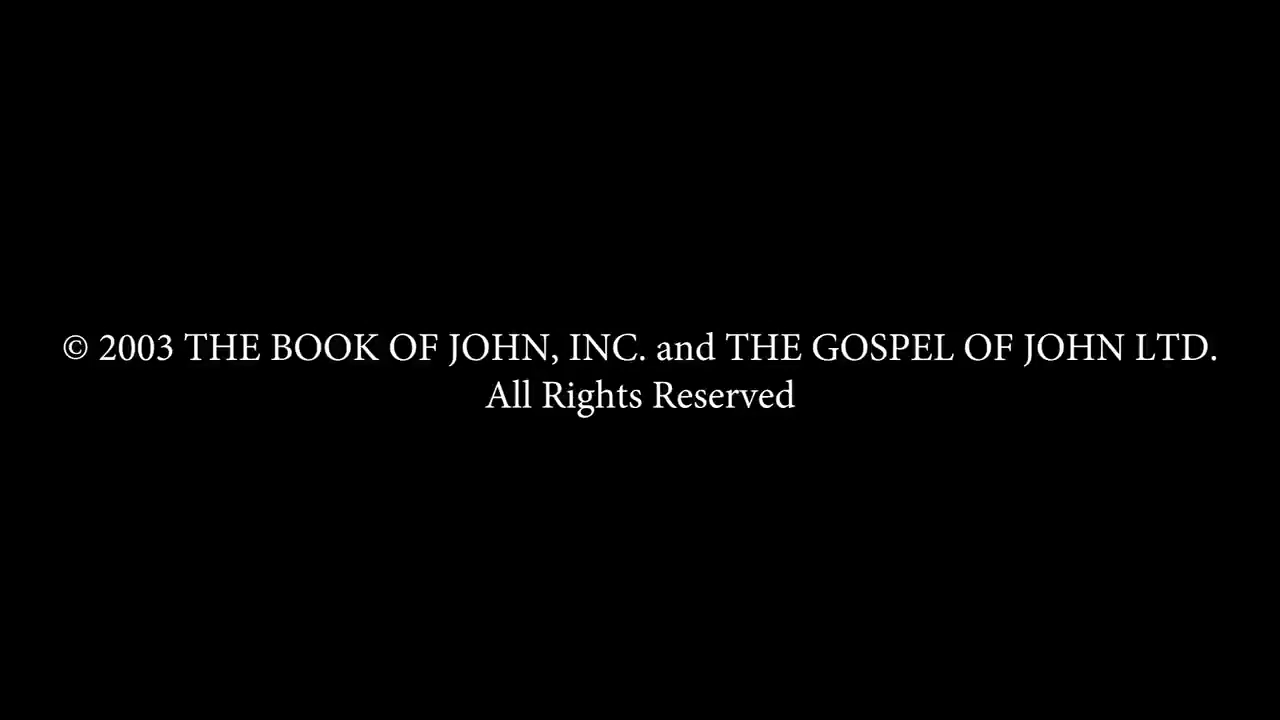 © 2003 THE BOOK OF JOHN, INC. and THE GOSPEL OF JOHN LTD.
All Rights Reserved